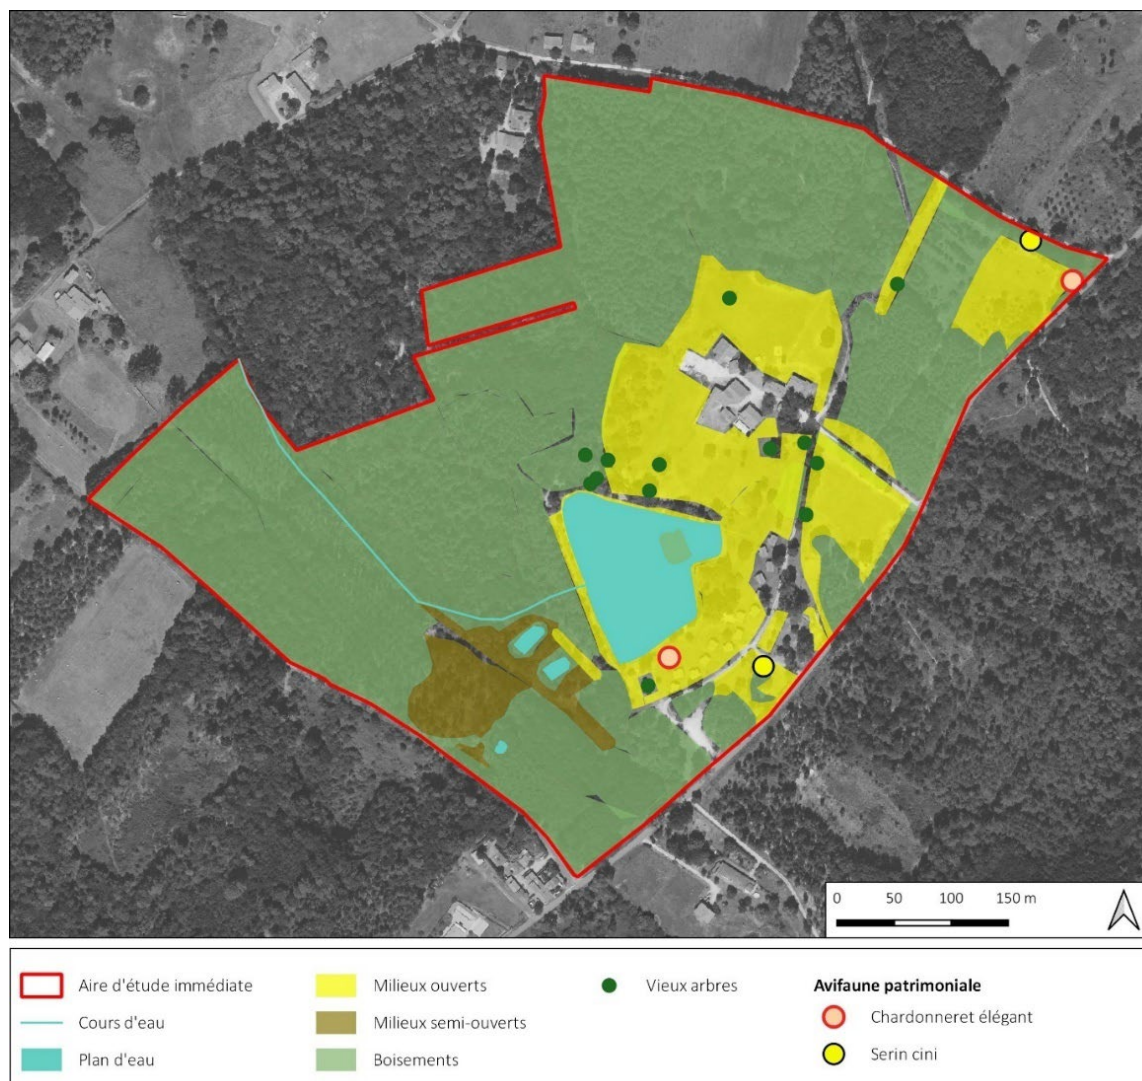 0 50 100 150 m
Aire d'étude immédiate
Cours d'eau
Plan d'eau
Milieux ouverts
Milieux semi-ouverts
Boisements
Vieux arbres
Avifaune patrimoniale
Chardonneret élégant
Serin cini